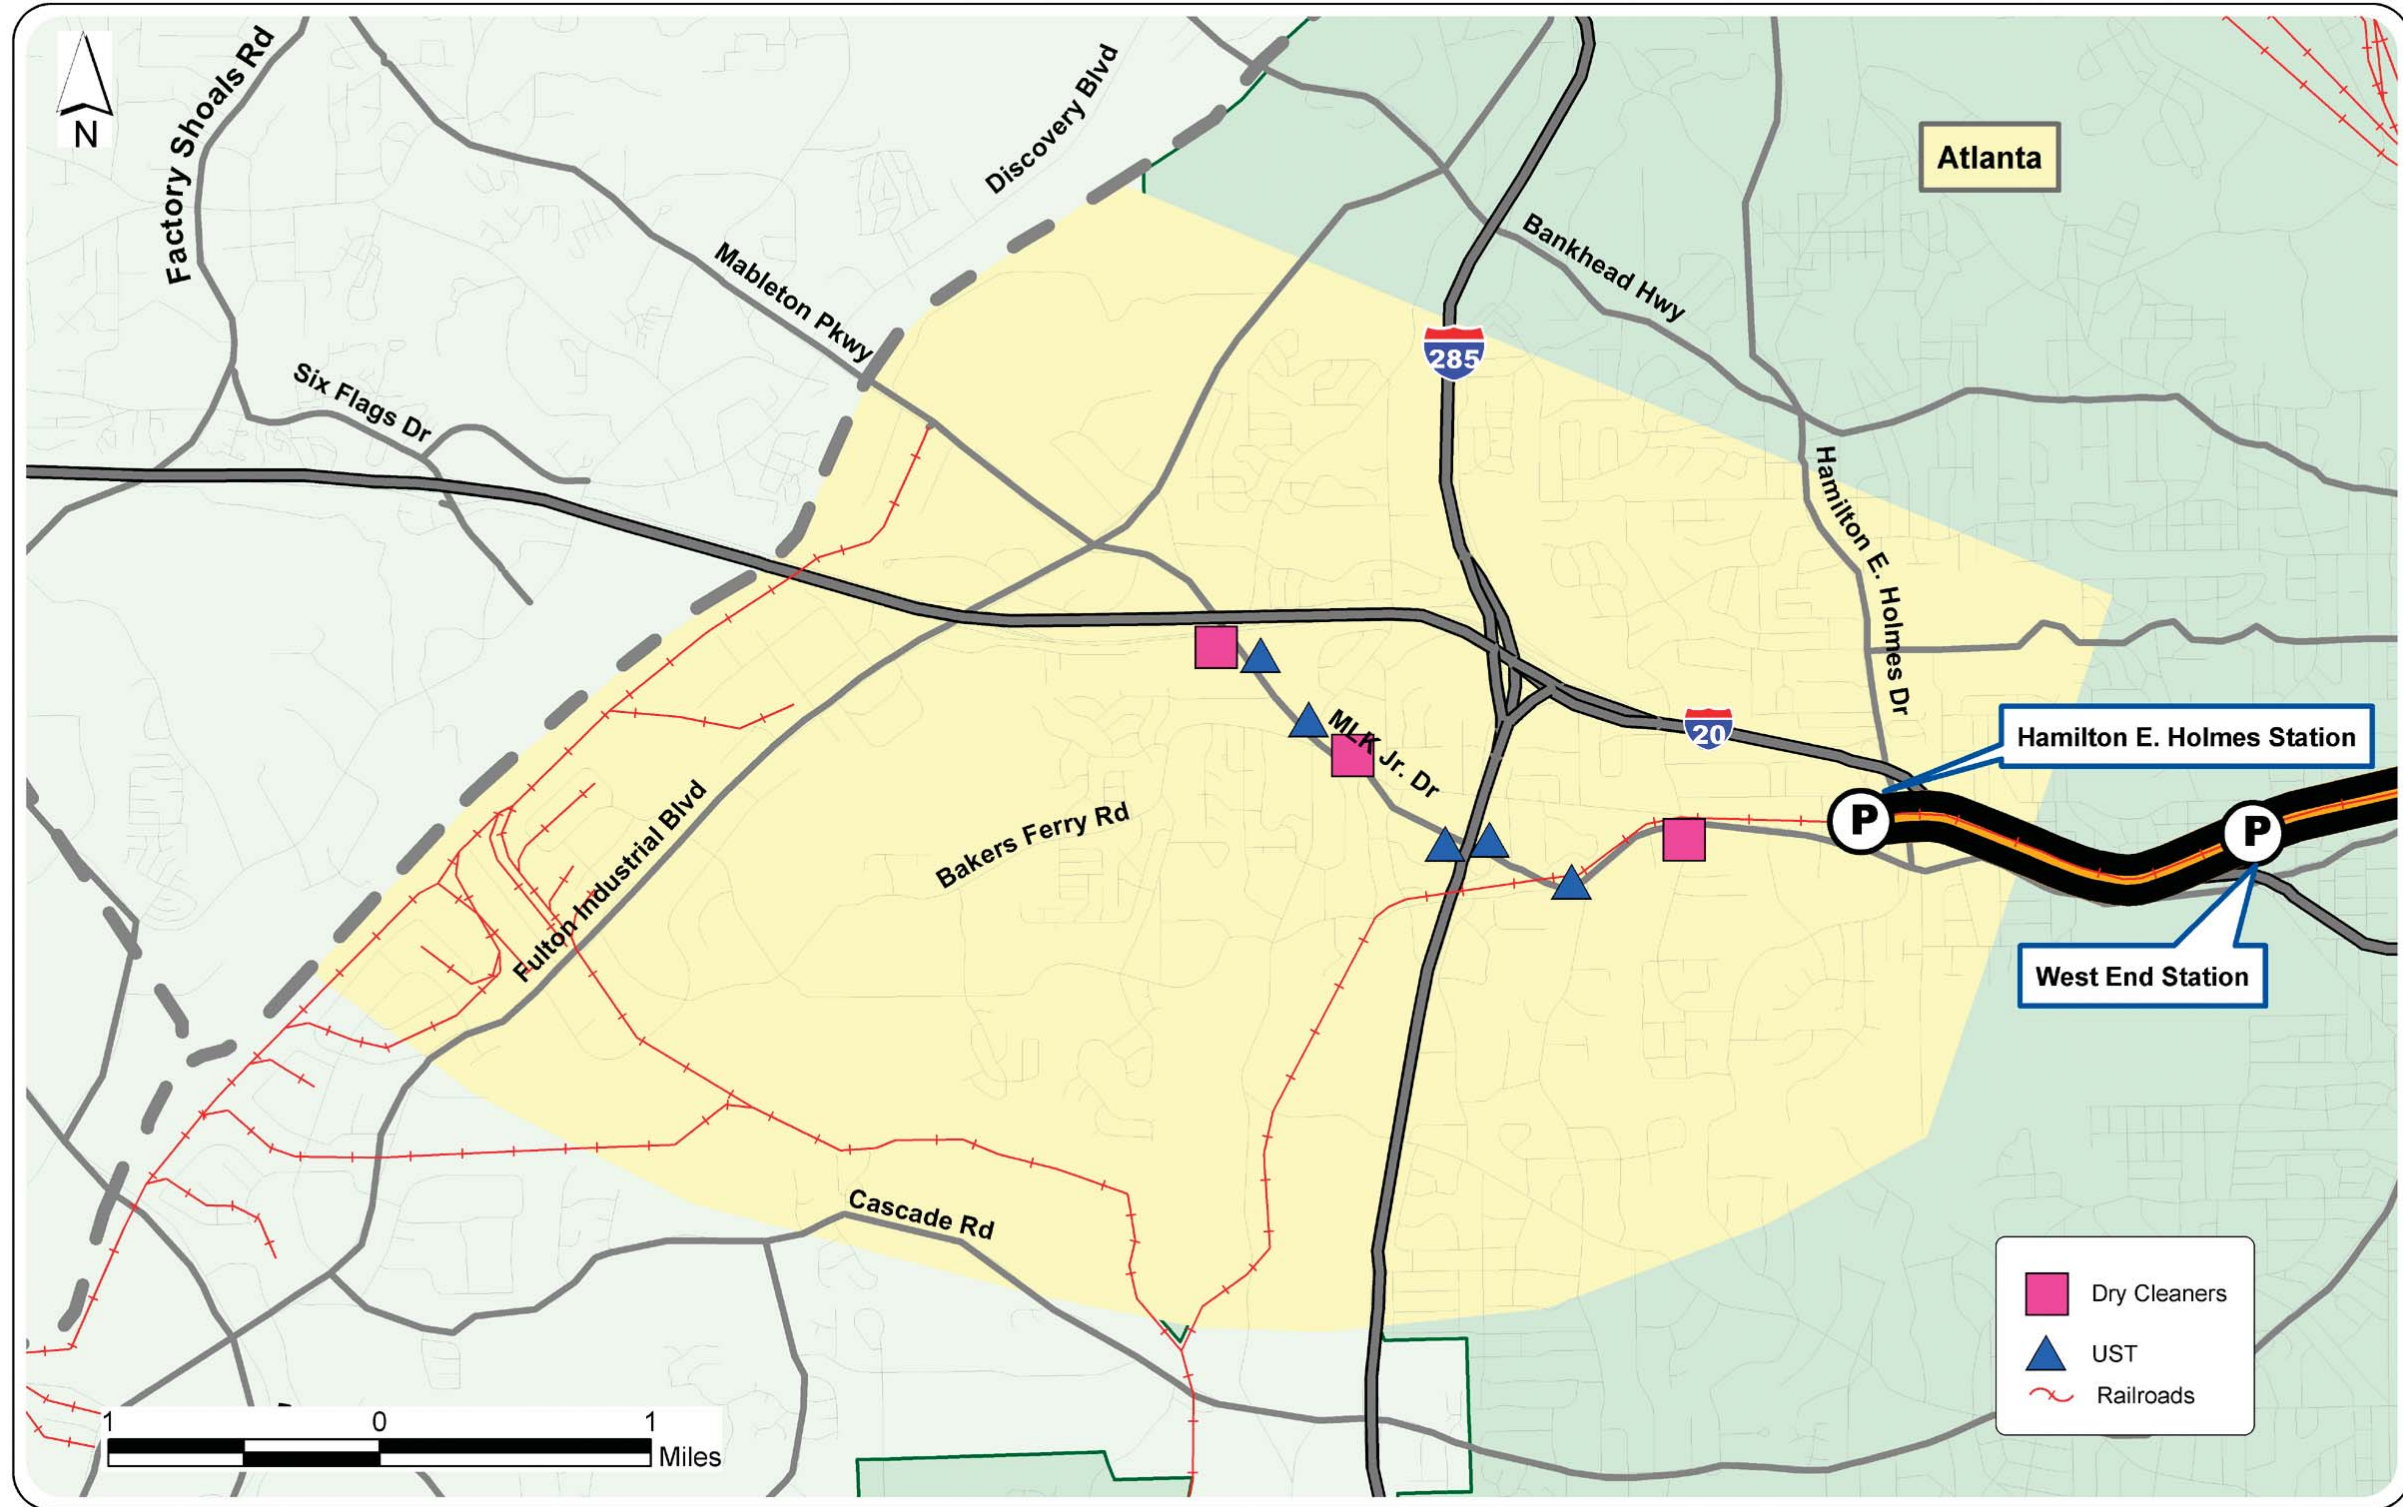 N
Factory Shoals Rd
Discovery Blvd
Atlanta
Mableton Pkwy
Bankhead Hwy
285
Six Flags Dr
Hamilton E. Holmes Dr
MLK Jr. Dr
20
Hamilton E. Holmes Station
Fulton Industrial Blvd
Bakers Ferry Rd
P
P
West End Station
Cascade Rd
Dry Cleaners
UST
Railroads
1 0 1
Miles